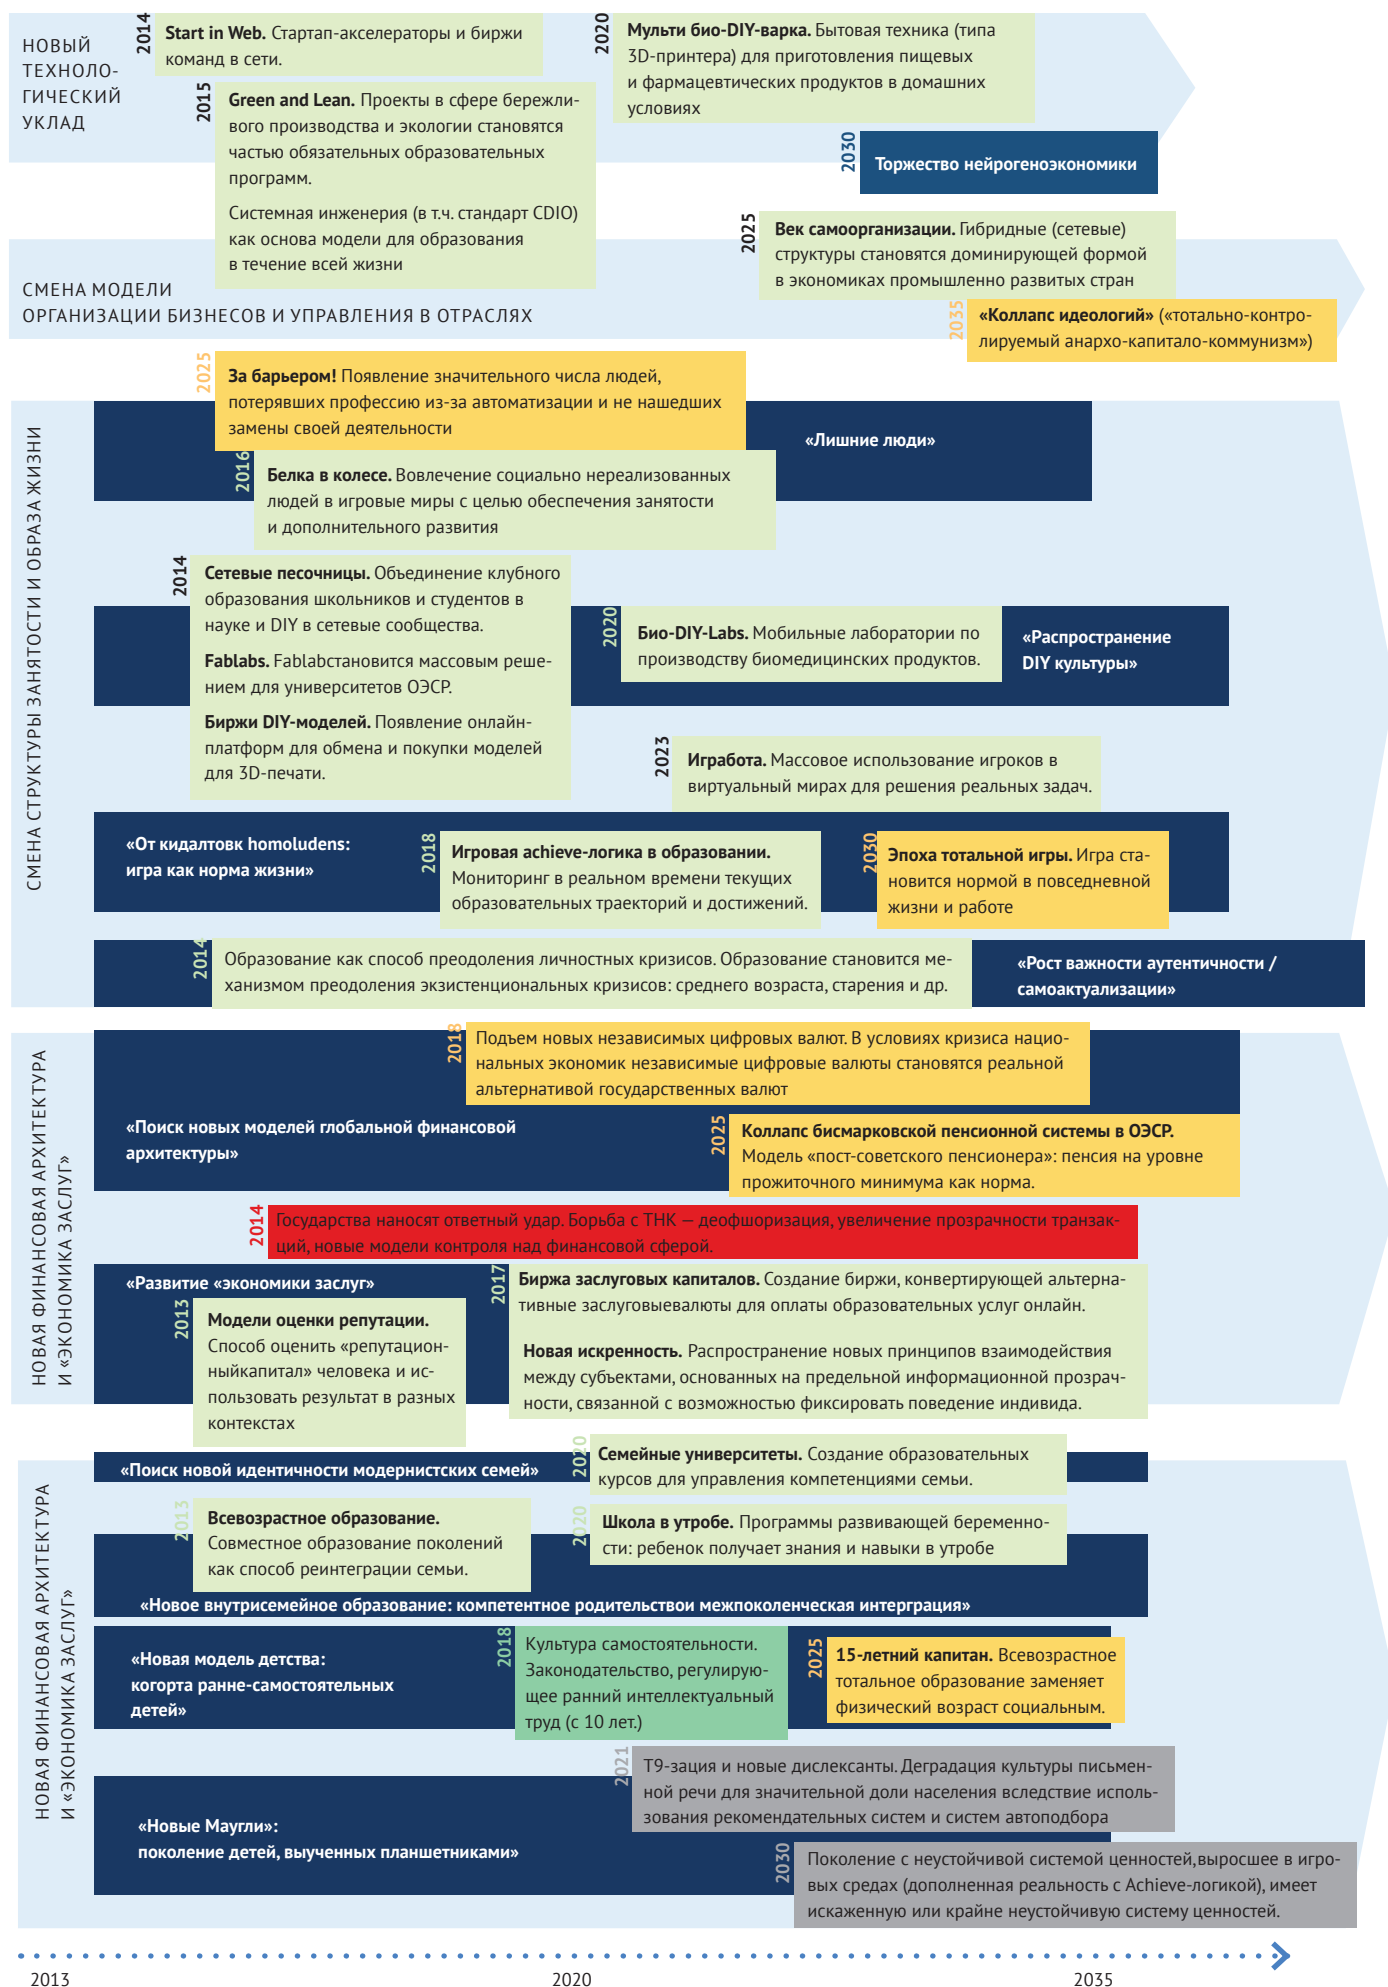 НОВЫЙ
ТЕХНОЛО-
ГИЧЕСКИЙ
УКЛАД
2014
Start in Web. Стартап-акселераторы и биржи
команд в сети.
2015
Green and Lean. Проекты в сфере бережли-
вого производства и экологии становятся
частью обязательных образовательных
программ.
Системная инженерия (в т.ч. стандарт CDIO)
как основа модели для образования
в течение всей жизни
2020
Мульти био-DIY-варка. Бытовая техника (типа
3D-принтера) для приготовления пищевых
и фармацевтических продуктов в домашних
условиях
2030
Торжество нейрогеноэкономики
СМЕНА МОДЕЛИ
ОРГАНИЗАЦИИ БИЗНЕСОВ И УПРАВЛЕНИЯ В ОТРАСЛЯХ
2025
Век самоорганизации. Гибридные (сетевые)
структуры становятся доминирующей формой
в экономиках промышленно развитых стран
2035
«Коллапс идеологий» («тотально-контро-
лируемый анархо-капитало-коммунизм»)
СМЕНА СТРУКТУРЫ ЗАНЯТОСТИ И ОБРАЗА ЖИЗНИ
2025
За барьером! Появление значительного числа людей,
потерявших профессию из-за автоматизации и не нашедших
замены своей деятельности
«Лишние люди»
2016
Белка в колесе. Вовлечение социально нереализованных
людей в игровые миры с целью обеспечения занятости
и дополнительного развития
2014
Сетевые песочницы. Объединение клубного
образования школьников и студентов в
науке и DIY в сетевые сообщества.
Fablabs. Fablabстановится массовым реше-
нием для университетов ОЭСР.
Биржи DIY-моделей. Появление онлайн-
платформ для обмена и покупки моделей
для 3D-печати.
2020
Био-DIY-Labs. Мобильные лаборатории по
производству биомедицинских продуктов.
«Распространение
DIY культуры»
2023
Игработа. Массовое использование игроков в
виртуальный мирах для решения реальных задач.
«От кидалтовк homoludens:
игра как норма жизни»
2018
Игровая achieve-логика в образовании.
Мониторинг в реальном времени текущих
образовательных траекторий и достижений.
2030
Эпоха тотальной игры. Игра ста-
новится нормой в повседневной
жизни и работе
2014
Образование как способ преодоления личностных кризисов. Образование становится ме-
ханизмом преодоления экзистенциональных кризисов: среднего возраста, старения и др.
«Рост важности аутентичности /
самоактуализации»
НОВАЯ ФИНАНСОВАЯ АРХИТЕКТУРА
И «ЭКОНОМИКА ЗАСЛУГ»
2018
Подъем новых независимых цифровых валют. В условиях кризиса нацио-
нальных экономик независимые цифровые валюты становятся реальной
альтернативой государственных валют
«Поиск новых моделей глобальной финансовой
архитектуры»
2025
Коллапс бисмарковской пенсионной системы в ОЭСР.
Модель «пост-советского пенсионера»: пенсия на уровне
прожиточного минимума как норма.
2014
Государства наносят ответный удар. Борьба с ТНК — деофшоризация, увеличение прозрачности транзак-
ций, новые модели контроля над финансовой сферой.
«Развитие «экономики заслуг»
2013
Модели оценки репутации.
Способ оценить «репутацион-
ныйкапитал» человека и ис-
пользовать результат в разных
контекстах
2017
Биржа заслуговых капиталов. Создание биржи, конвертирующей альтерна-
тивные заслуговыевалюты для оплаты образовательных услуг онлайн.
Новая искренность. Распространение новых принципов взаимодействия
между субъектами, основанных на предельной информационной прозрач-
ности, связанной с возможностью фиксировать поведение индивида.
НОВАЯ ФИНАНСОВАЯ АРХИТЕКТУРА
И «ЭКОНОМИКА ЗАСЛУГ»
«Поиск новой идентичности модернистских семей»
2020
Семейные университеты. Создание образовательных
курсов для управления компетенциями семьи.
2013
Всевозрастное образование.
Совместное образование поколений
как способ реинтеграции семьи.
2020
Школа в утробе. Программы развивающей беременно-
сти: ребенок получает знания и навыки в утробе
«Новое внутрисемейное образование: компетентное родительствои межпоколенческая интерграция»
«Новая модель детства:
когорта ранне-самостоятельных
детей»
2018
Культура самостоятельности.
Законодательство, регулирую-
щее ранний интеллектуальный
труд (с 10 лет.)
2025
15-летний капитан. Всевозрастное
тотальное образование заменяет
физический возраст социальным.
2021
Т9-зация и новые дислексанты. Деградация культуры письмен-
ной речи для значительной доли населения вследствие исполь-
зования рекомендательных систем и систем автоподбора
«Новые Маугли»:
поколение детей, выученных планшетниками»
2030
Поколение с неустойчивой системой ценностей,выросшее в игро-
вых средах (дополненная реальность с Achieve-логикой), имеет
искаженную или крайне неустойчивую систему ценностей.
2013
2020
2035